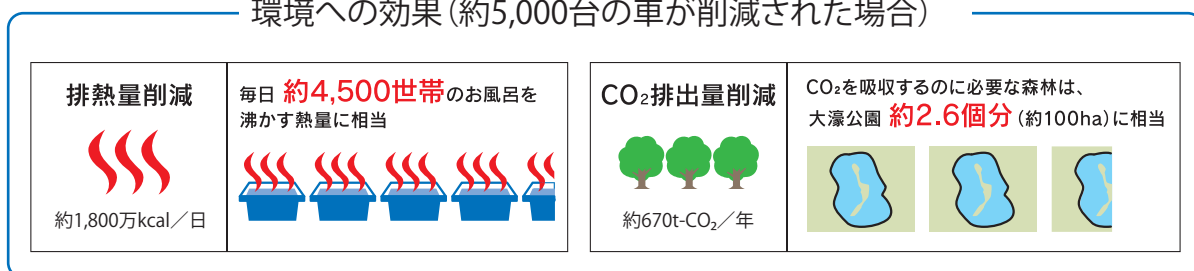 環境への効果（約5,000台の車が削減された場合）
排熱量削減
約1,800万kcal／日
毎日 約4,500世帯のお風呂を
沸かす熱量に相当
CO₂排出量削減
約670t-CO₂／年
CO₂を吸収するのに必要な森林は、
大濠公園 約2.6個分（約100ha）に相当